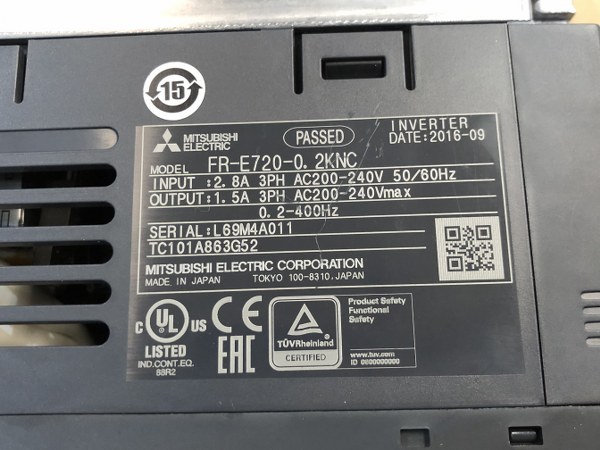 15
MITSUBISHI
ELECTRIC
PASSED
INVERTER
DATE:2016-09
MODEL FR-E720-0.2KNC
INPUT :2.8A 3PH AC200-240V 50/60Hz
OUTPUT:1.5A 3PH AC200-240Vmax
0.2-400Hz
SERIAL:L69M4A011
TC101A863G52
MITSUBISHI ELECTRIC CORPORATION
MADE IN JAPAN TOKYO 100-8310, JAPAN
C UL US
LISTED
IND.CONT.EQ.
88R2
CE
EAC
TÜVRheinland
CERTIFIED
Product Safety
Functional
Safety
www.tuv.com
ID 0600000000